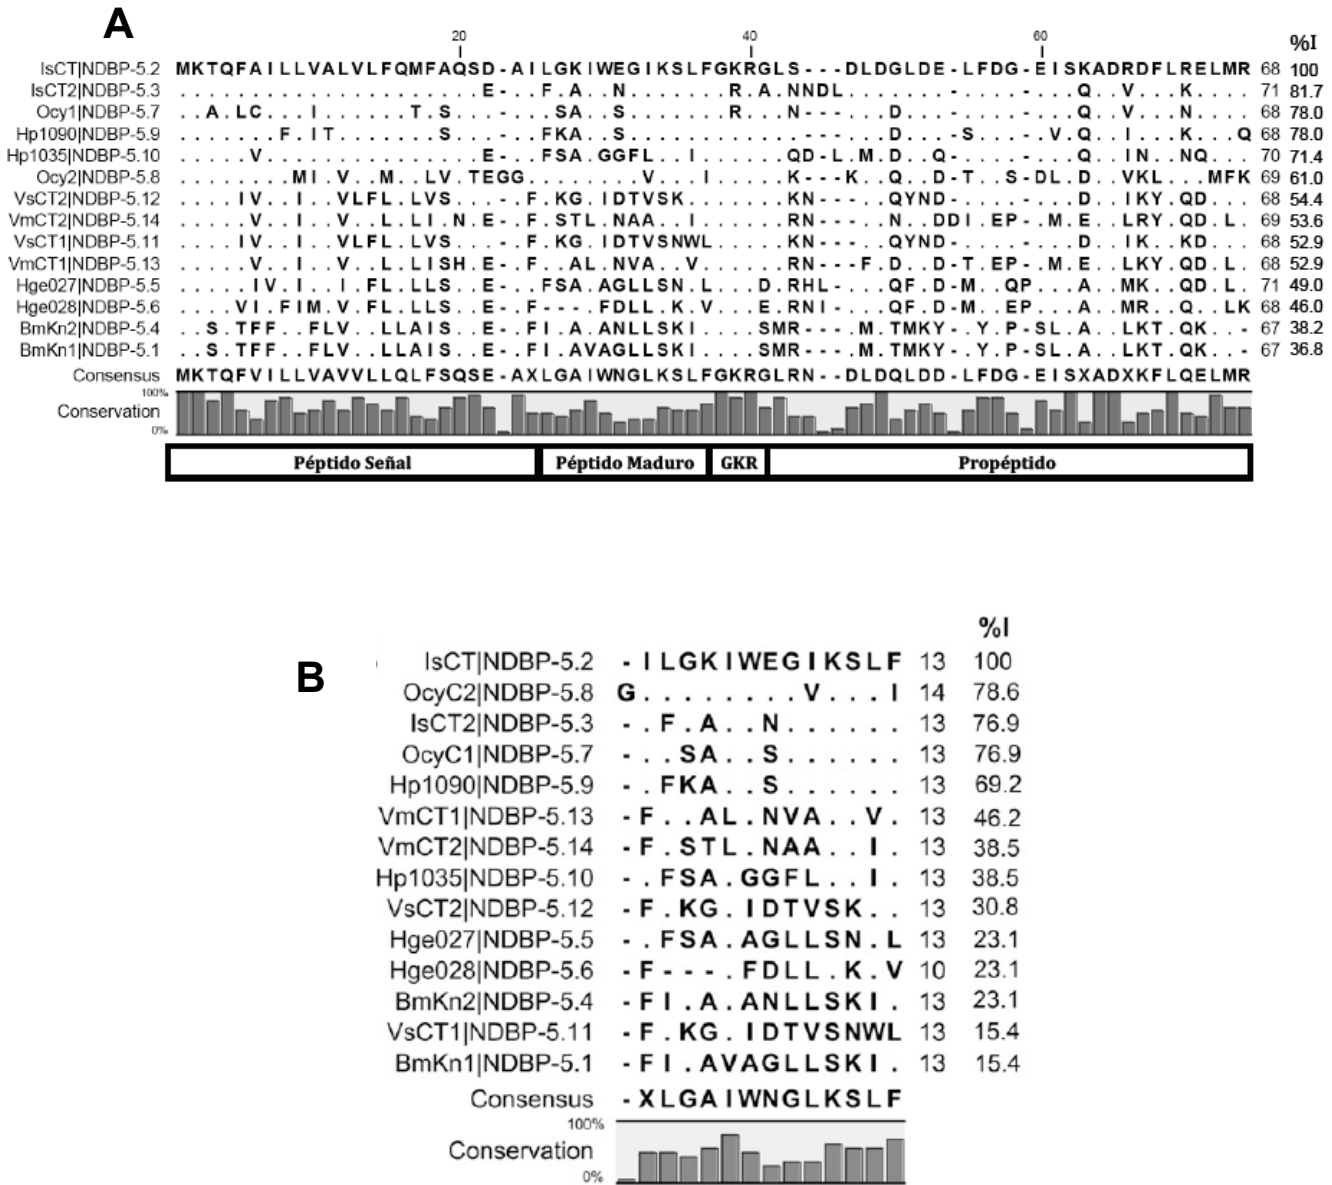 A
20 40 60
%I
IsCT|NDBP-5.2 MKTQFAILLVALVLFQMFAQSD-AILGKIWEGIKSLFGKRGLS---DLDGLDE-LFDG-EISKADRDFLRELMR 68 100
IsCT2|NDBP-5.3 .....................E-..F.A..N.......R.A.NNDL.......-....-...Q..V...K.... 71 81.7
Ocy1|NDBP-5.7 ..A.LC...I......T.S...-...SA..S.......R...N---...D...-....-...Q..V...N.... 68 78.0
Hp1090|NDBP-5.9 .......F.IT.......S...-..FKA..S............---...D...-S...-.V.Q..I...K...Q 68 78.0
Hp1035|NDBP-5.10 .....V...............E-..FSA.GGFL..I......QD-L.M.D..Q-....-...Q..IN..NQ... 70 71.4
Ocy2|NDBP-5.8 ........MI.V..M..LV.TEGG........V...I.....K---K..Q..D-T..S-DL.D..VKL...MFK 69 61.0
VsCT2|NDBP-5.12 ....IV..I..VLFL.LVS...-.F.KG.IDTVSK......KN---...QYND-....-...D..IKY.QD... 68 54.4
VmCT2|NDBP-5.14 .....V..I..V..L.LI.N.E-.F.STL.NAA..I.....RN---...N..DDI.EP-.M.E..LRY.QD.L. 69 53.6
VsCT1|NDBP-5.11 ....IV..I..VLFL.LVS...-.F.KG.IDTVSNWL....KN---...QYND-....-...D..IK..KD... 68 52.9
VmCT1|NDBP-5.13 .....V..I..V..L.LISH.E-.F..AL.NVA..V.....RN---F.D..D-T.EP-.M.E..LKY.QD.L. 68 52.9
Hge027|NDBP-5.5 .....IV.I..I.FL.LLS..E-..FSA.AGLLSN.L...D.RHL-...QF.D-M..QP...A..MK..QD.L. 71 49.0
Hge028|NDBP-5.6 ....VI.FIM.V.FL.LLS..E-.F---.FDLL.K.V...E.RNI-...QF.D-M..EP...A..MR..Q..LK 68 46.0
BmKn2|NDBP-5.4 ..S.TFF..FLV..LLAIS..E-.FI.A.ANLLSKI....SMR---.M.TMKY-.Y.P-SL.A..LKT.QK..- 67 38.2
BmKn1|NDBP-5.1 ..S.TFF..FLV..LLAIS..E-.FI.AVAGLLSKI....SMR---.M.TMKY-.Y.P-SL.A..LKT.QK..- 67 36.8
Consensus MKTQFVILLVAVVLLQLFSQSE-AXLGAIWNGLKSLFGKRGLRN--DLDQLDD-LFDG-EISXADXKFLQELMR
100%
Conservation
0%
Péptido Señal Péptido Maduro GKR Propéptido
B
%I
IsCT|NDBP-5.2 -ILGKIWEGIKSLF 13 100
OcyC2|NDBP-5.8 G........V...I 14 78.6
IsCT2|NDBP-5.3 -.F.A..N...... 13 76.9
OcyC1|NDBP-5.7 -..SA..S...... 13 76.9
Hp1090|NDBP-5.9 -.FKA..S...... 13 69.2
VmCT1|NDBP-5.13 -F..AL.NVA..V. 13 46.2
VmCT2|NDBP-5.14 -F.STL.NAA..I. 13 38.5
Hp1035|NDBP-5.10 -.FSA.GGFL..I. 13 38.5
VsCT2|NDBP-5.12 -F.KG.IDTVSK.. 13 30.8
Hge027|NDBP-5.5 -.FSA.AGLLSN.L 13 23.1
Hge028|NDBP-5.6 -F---.FDLL.K.V 10 23.1
BmKn2|NDBP-5.4 -FI.A.ANLLSKI. 13 23.1
VsCT1|NDBP-5.11 -F.KG.IDTVSNWL 13 15.4
BmKn1|NDBP-5.1 -FI.AVAGLLSKI. 13 15.4
Consensus -XLGAIWNGLKSLF
100%
Conservation
0%